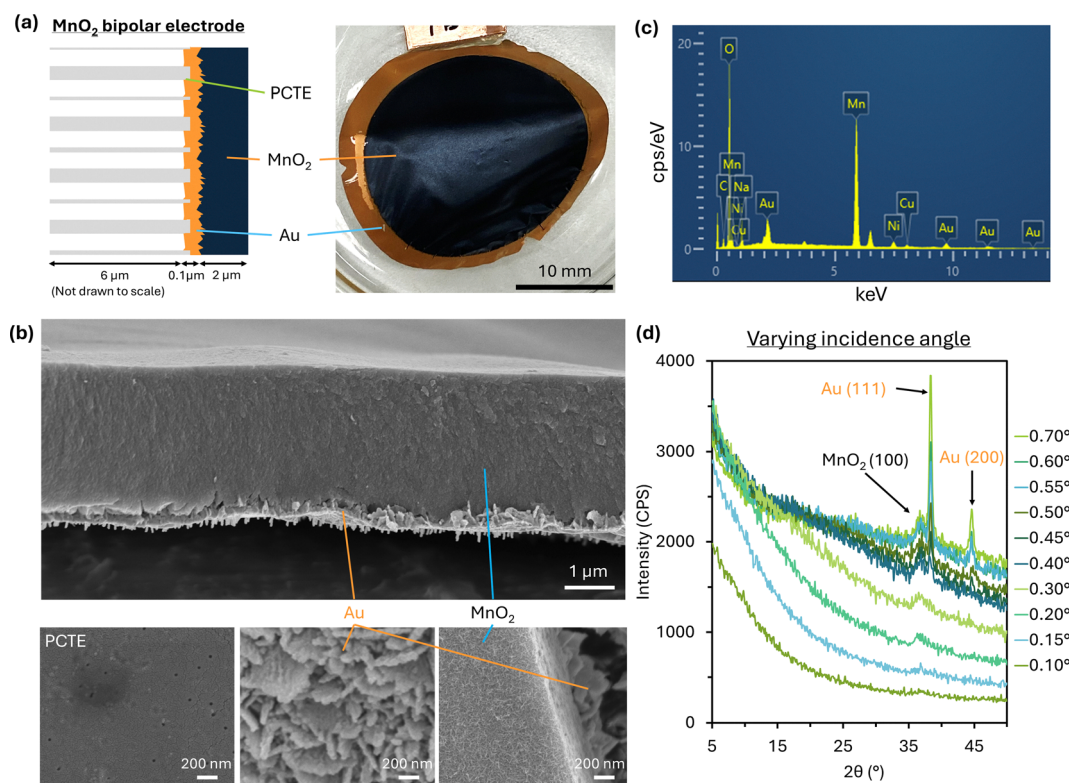 (a)
MnO₂ bipolar electrode
PCTE
MnO₂
Au
6 µm
0.1µm
2 µm
(Not drawn to scale)
10 mm
(b)
1 µm
Au
MnO₂
PCTE
200 nm
200 nm
200 nm
(c)
cps/eV
20
10
0
O
Mn
Mn
C
Na
Ni
Cu
Au
Cu
Ni
Au
Au
Au
0
5
10
keV
(d)
Varying incidence angle
Intensity (CPS)
4000
3000
2000
1000
0
Au (111)
MnO₂ (100)
Au (200)
0.70°
0.60°
0.55°
0.50°
0.45°
0.40°
0.30°
0.20°
0.15°
0.10°
5
15
25
35
45
2θ (°)